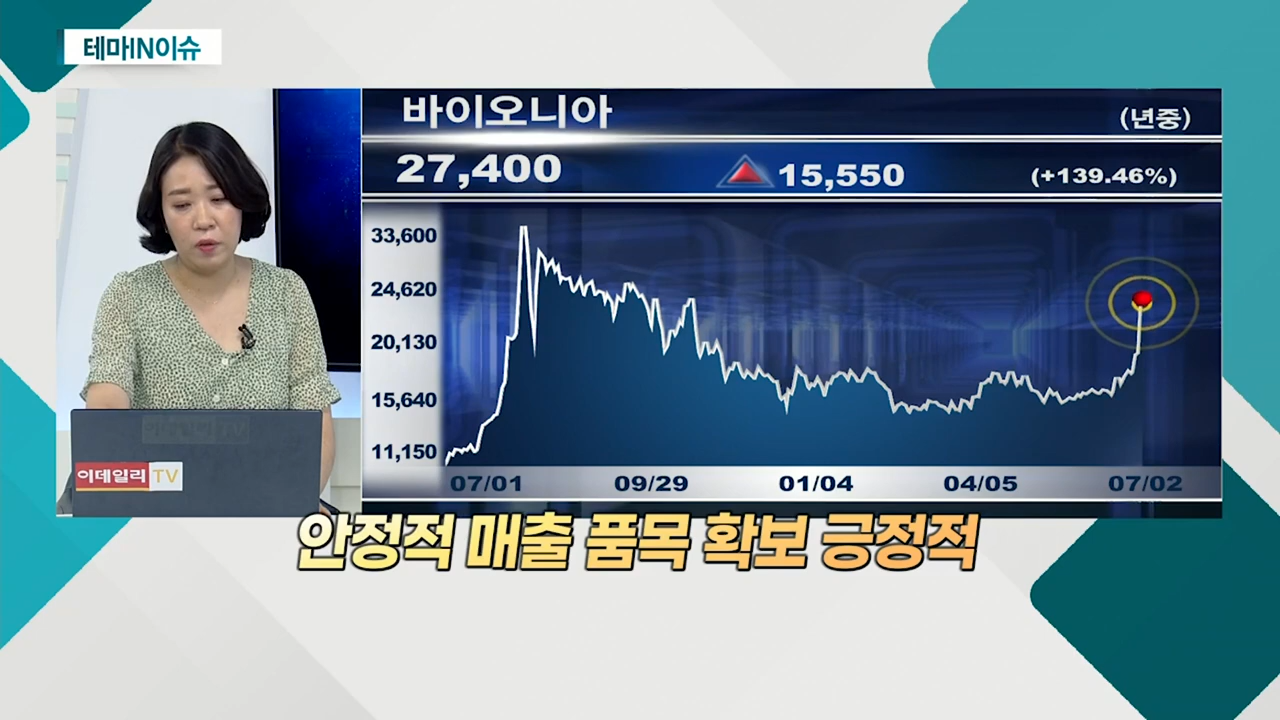 테마IN이슈
바이오니아
(년중)
27,400
15,550
(+139.46%)
33,600
24,620
20,130
15,640
11,150
07/01
09/29
01/04
04/05
07/02
이데일리 TV
안정적 매출 품목 확보 긍정적